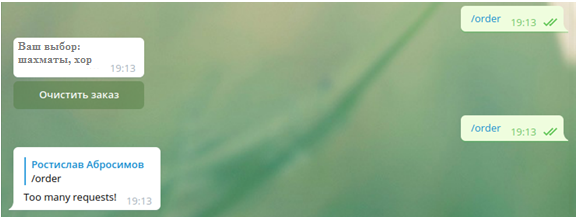 /order 19:13
Ваш выбор:
шахматы, хор 19:13
Очистить заказ
/order 19:13
Ростислав Абросимов
/order
Too many requests! 19:13